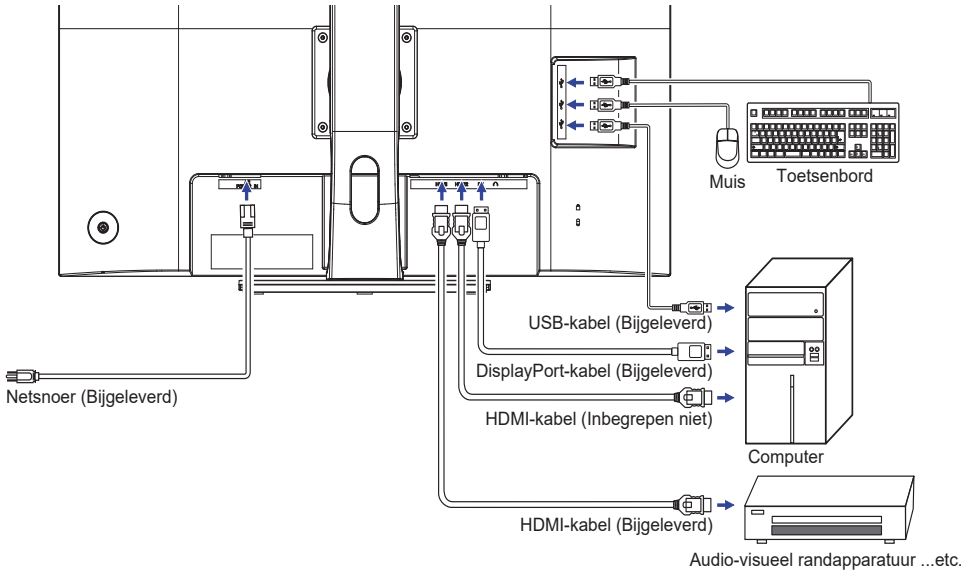 Muis
Toetsenbord
USB-kabel (Bijgeleverd)
DisplayPort-kabel (Bijgeleverd)
Netsnoer (Bijgeleverd)
HDMI-kabel (Inbegrepen niet)
Computer
HDMI-kabel (Bijgeleverd)
Audio-visueel randapparatuur ...etc.